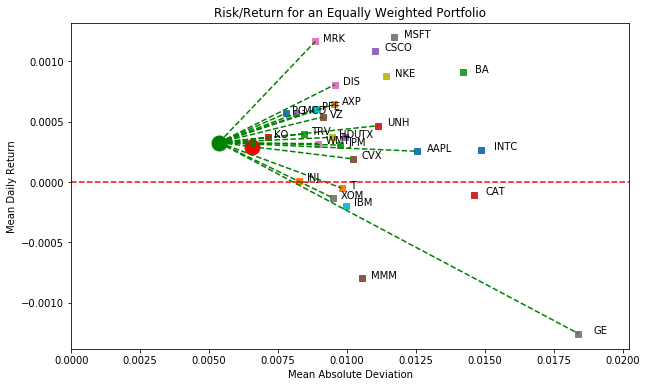 Risk/Return for an Equally Weighted Portfolio
MRK
MSFT
CSCO
0.0010
NKE
BA
DIS
AXP
PFE
PG
MCD
VZ
0.0005
UNH
KO
TRV
HD
UTX
WMT
JPM
AAPL
INTC
CVX
JNJ
0.0000
T
CAT
XOM
IBM
−0.0005
MMM
−0.0010
GE
Mean Daily Return
0.0000
0.0025
0.0050
0.0075
0.0100
0.0125
0.0150
0.0175
0.0200
Mean Absolute Deviation